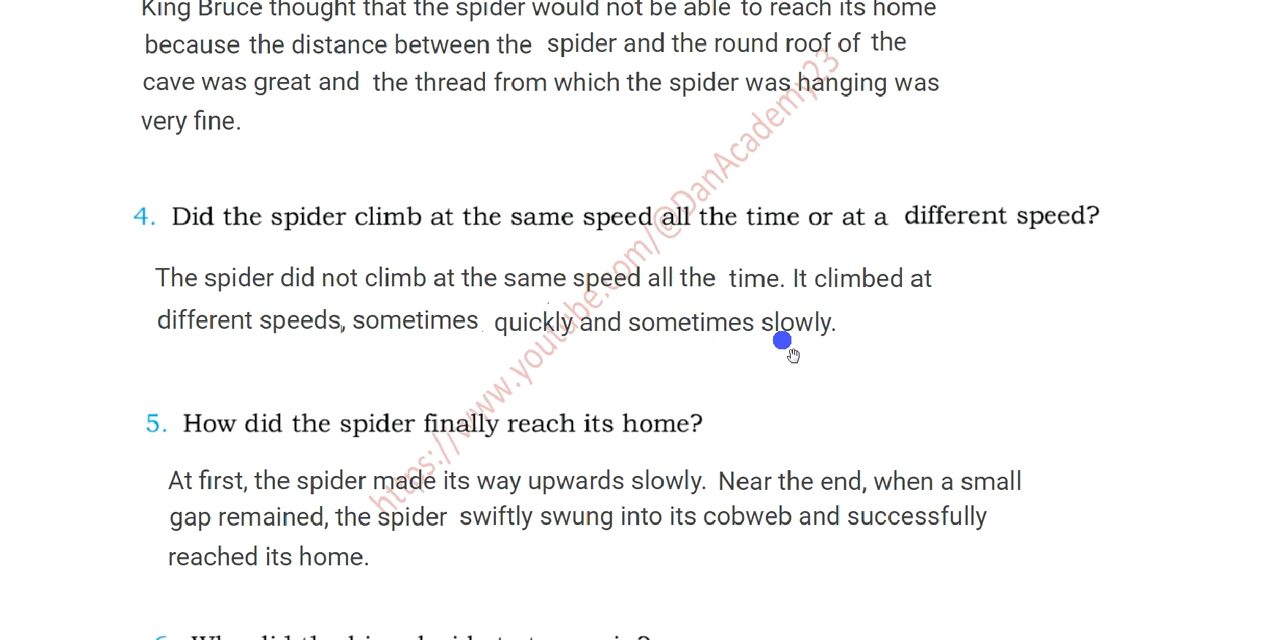 King Bruce thought that the spider would not be able to reach its home
because the distance between the spider and the round roof of the
cave was great and the thread from which the spider was hanging was
very fine.
4. Did the spider climb at the same speed all the time or at a different speed?
The spider did not climb at the same speed all the time. It climbed at
different speeds, sometimes quickly and sometimes slowly.
5. How did the spider finally reach its home?
At first, the spider made its way upwards slowly. Near the end, when a small
gap remained, the spider swiftly swung into its cobweb and successfully
reached its home.
https://www.youtube.com/@DanAcademy23